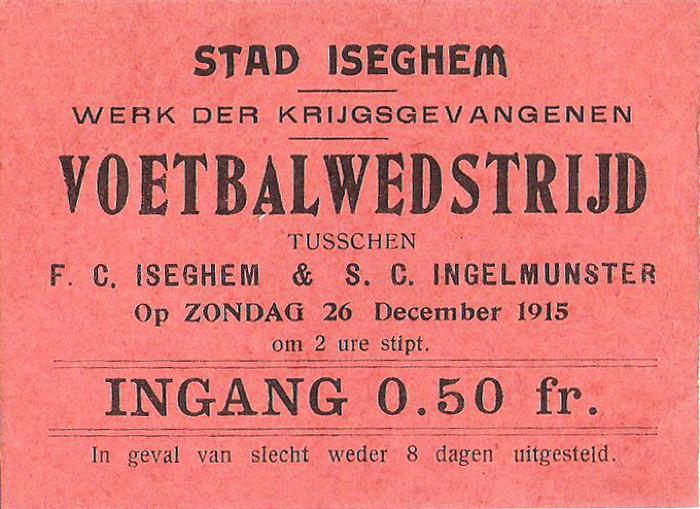 STAD ISEGHEM
WERK DER KRIJGSGEVANGENEN
VOETBALWEDSTRIJD
TUSSCHEN
F. C. ISEGHEM & S. C. INGELMUNSTER
Op ZONDAG 26 December 1915
om 2 ure stipt.
INGANG 0.50 fr.
In geval van slecht weder 8 dagen uitgesteld.